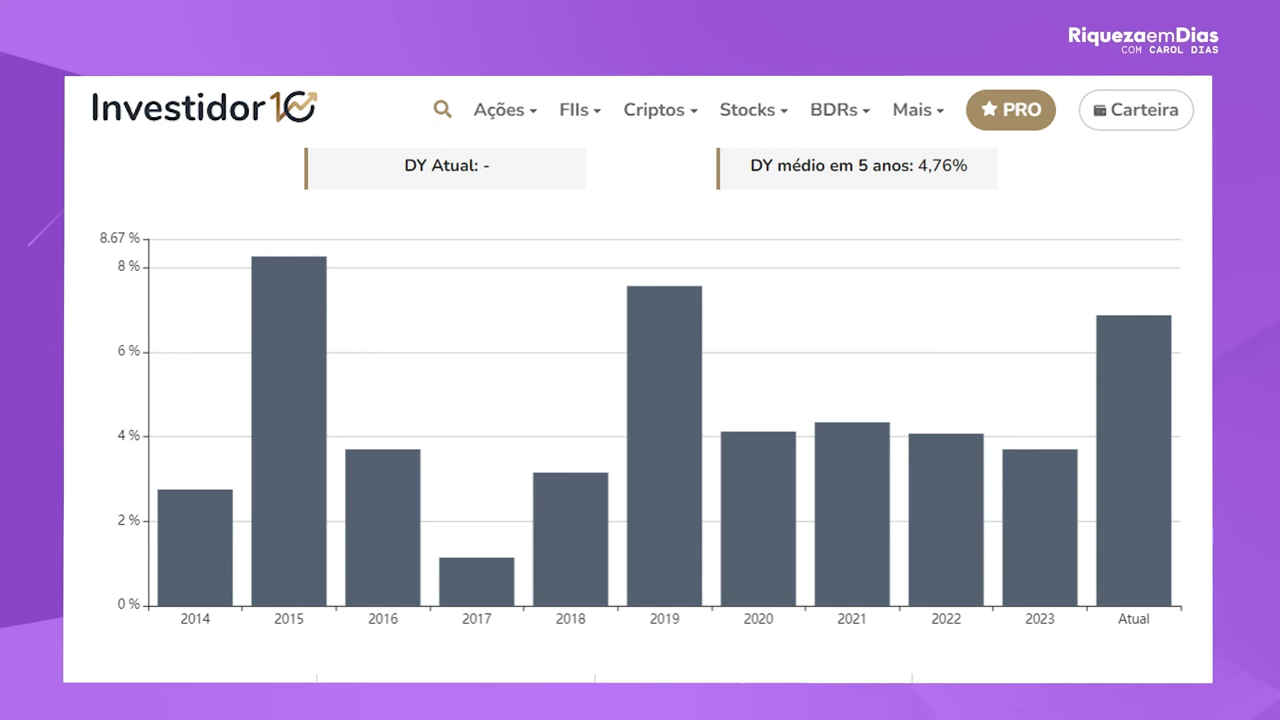 RiquezaemDias
COM CAROL DIAS
Investidor 10
Ações
FIIs
Criptos
Stocks
BDRs
Mais
PRO
Carteira
DY Atual: -
DY médio em 5 anos: 4,76%
8.67 %
8 %
6 %
4 %
2 %
0 %
2014
2015
2016
2017
2018
2019
2020
2021
2022
2023
Atual